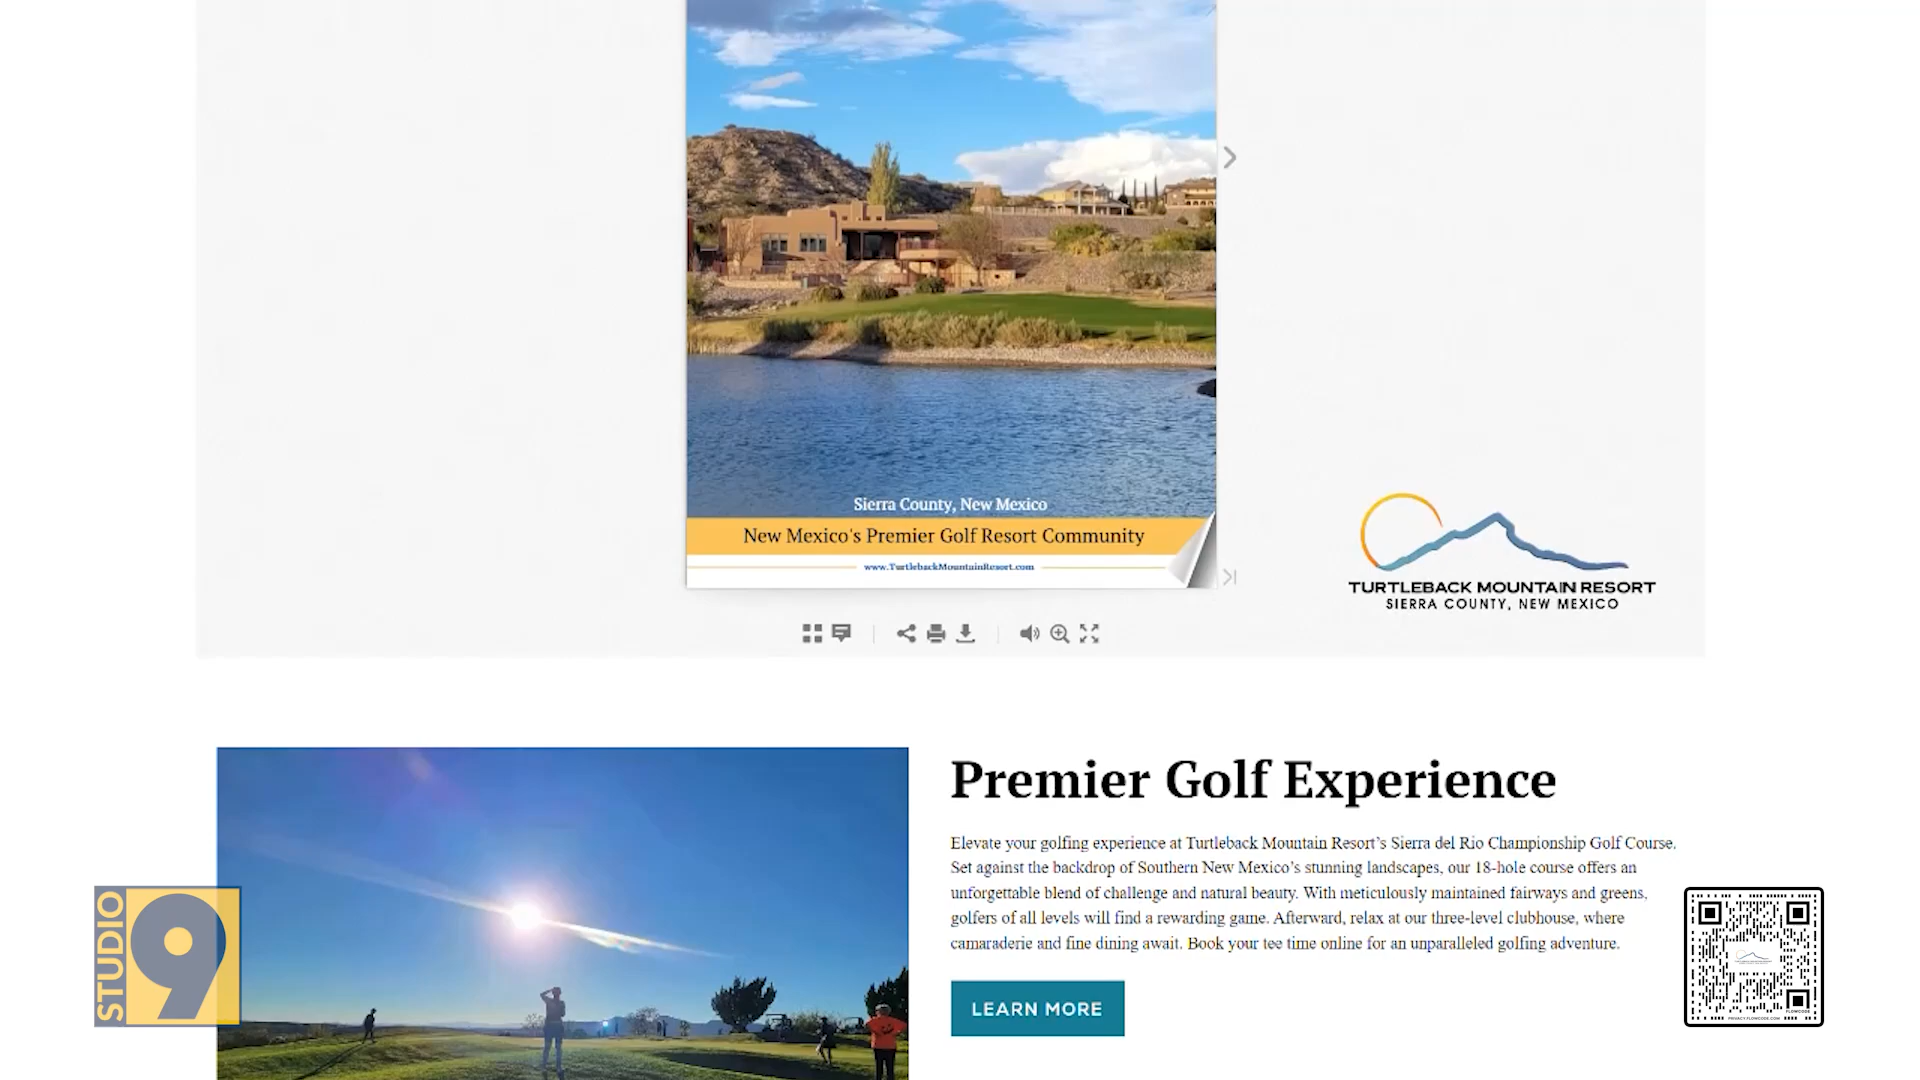 Sierra County, New Mexico
New Mexico's Premier Golf Resort Community
www.TurtlebackMountainResort.com
TURTLEBACK MOUNTAIN RESORT
SIERRA COUNTY, NEW MEXICO
Premier Golf Experience
Elevate your golfing experience at Turtleback Mountain Resort’s Sierra del Rio Championship Golf Course.
Set against the backdrop of Southern New Mexico’s stunning landscapes, our 18-hole course offers an
unforgettable blend of challenge and natural beauty. With meticulously maintained fairways and greens,
golfers of all levels will find a rewarding game. Afterward, relax at our three-level clubhouse, where
camaraderie and fine dining await. Book your tee time online for an unparalleled golfing adventure.
LEARN MORE
STUDIO
9
FLOWCODE
PRIVACY.FLOWCODE.COM